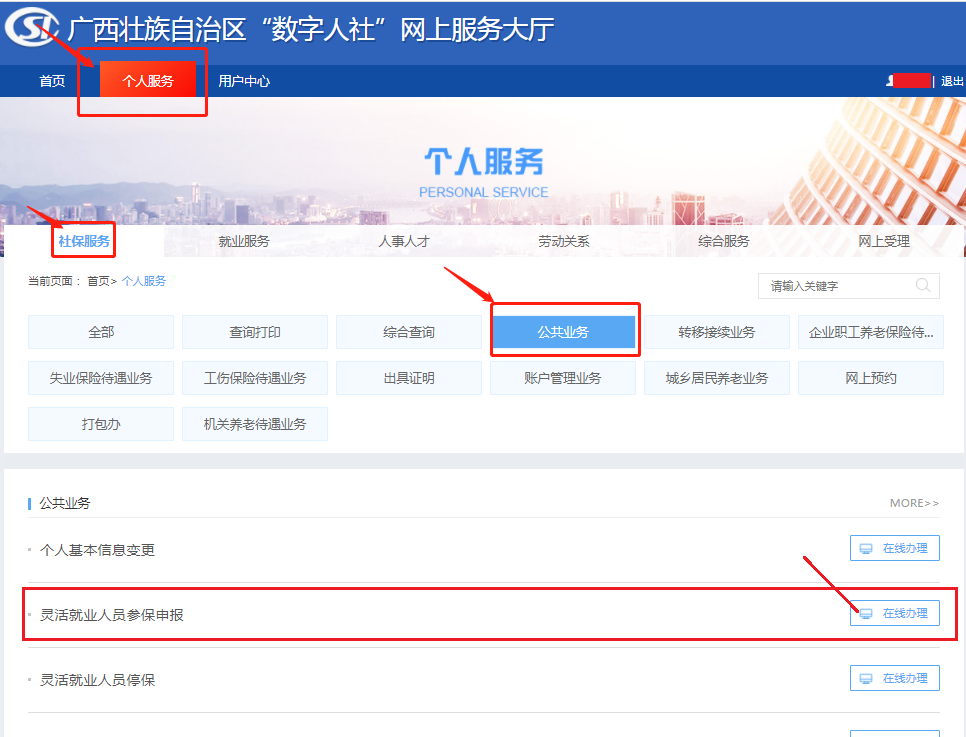 广西壮族自治区“数字人社”网上服务大厅
首页 个人服务 用户中心 | 退出
个人服务
PERSONAL SERVICE
社保服务 就业服务 人事人才 劳动关系 综合服务 网上受理
当前页面： 首页> 个人服务 请输入关键字
全部 查询打印 综合查询 公共业务 转移接续业务 企业职工养老保险待...
失业保险待遇业务 工伤保险待遇业务 出具证明 账户管理业务 城乡居民养老业务 网上预约
打包办 机关养老待遇业务
公共业务 MORE>>
个人基本信息变更 在线办理
灵活就业人员参保申报 在线办理
灵活就业人员停保 在线办理